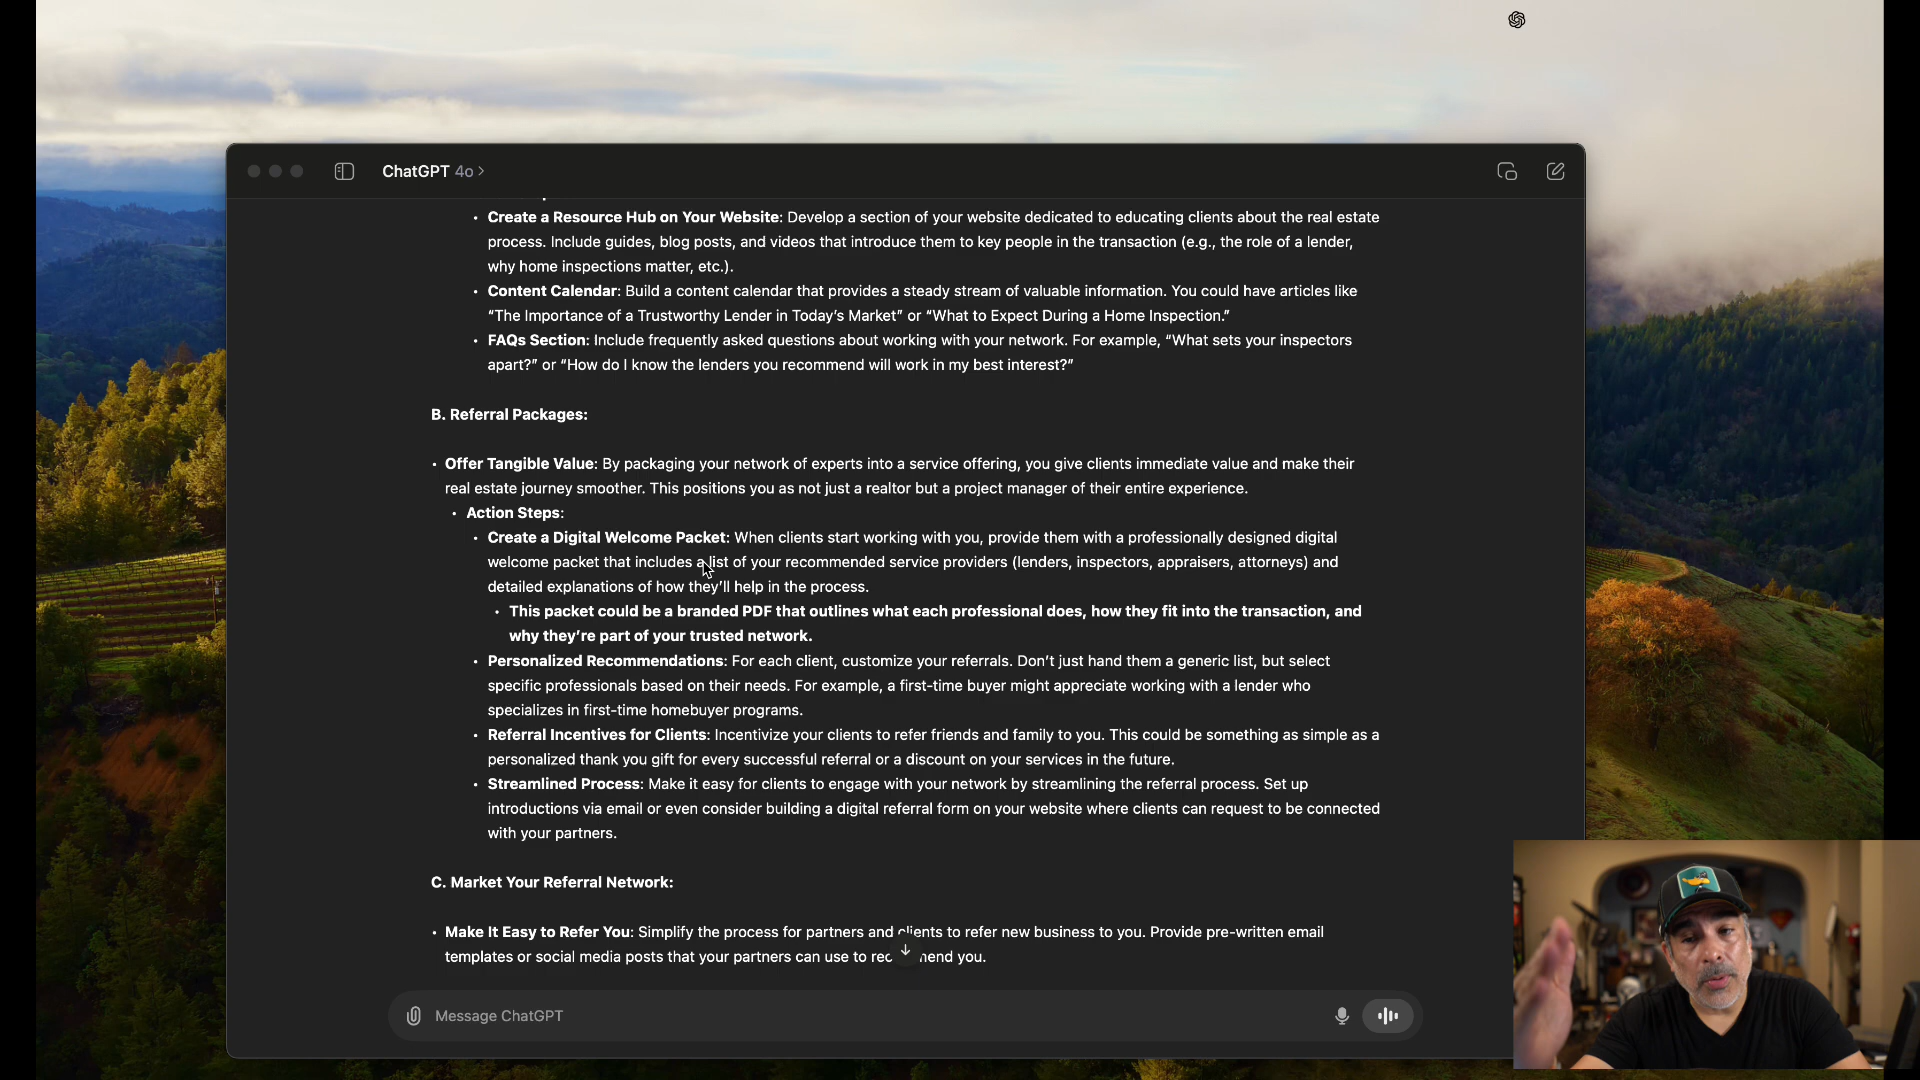 ChatGPT 4o >
• Create a Resource Hub on Your Website: Develop a section of your website dedicated to educating clients about the real estate
process. Include guides, blog posts, and videos that introduce them to key people in the transaction (e.g., the role of a lender,
why home inspections matter, etc.).
• Content Calendar: Build a content calendar that provides a steady stream of valuable information. You could have articles like
“The Importance of a Trustworthy Lender in Today’s Market” or “What to Expect During a Home Inspection.”
• FAQs Section: Include frequently asked questions about working with your network. For example, “What sets your inspectors
apart?” or “How do I know the lenders you recommend will work in my best interest?”
B. Referral Packages:
• Offer Tangible Value: By packaging your network of experts into a service offering, you give clients immediate value and make their
real estate journey smoother. This positions you as not just a realtor but a project manager of their entire experience.
• Action Steps:
• Create a Digital Welcome Packet: When clients start working with you, provide them with a professionally designed digital
welcome packet that includes a list of your recommended service providers (lenders, inspectors, appraisers, attorneys) and
detailed explanations of how they’ll help in the process.
• This packet could be a branded PDF that outlines what each professional does, how they fit into the transaction, and
why they’re part of your trusted network.
• Personalized Recommendations: For each client, customize your referrals. Don’t just hand them a generic list, but select
specific professionals based on their needs. For example, a first-time buyer might appreciate working with a lender who
specializes in first-time homebuyer programs.
• Referral Incentives for Clients: Incentivize your clients to refer friends and family to you. This could be something as simple as a
personalized thank you gift for every successful referral or a discount on your services in the future.
• Streamlined Process: Make it easy for clients to engage with your network by streamlining the referral process. Set up
introductions via email or even consider building a digital referral form on your website where clients can request to be connected
with your partners.
C. Market Your Referral Network:
• Make It Easy to Refer You: Simplify the process for partners and clients to refer new business to you. Provide pre-written email
templates or social media posts that your partners can use to recommend you.
Message ChatGPT